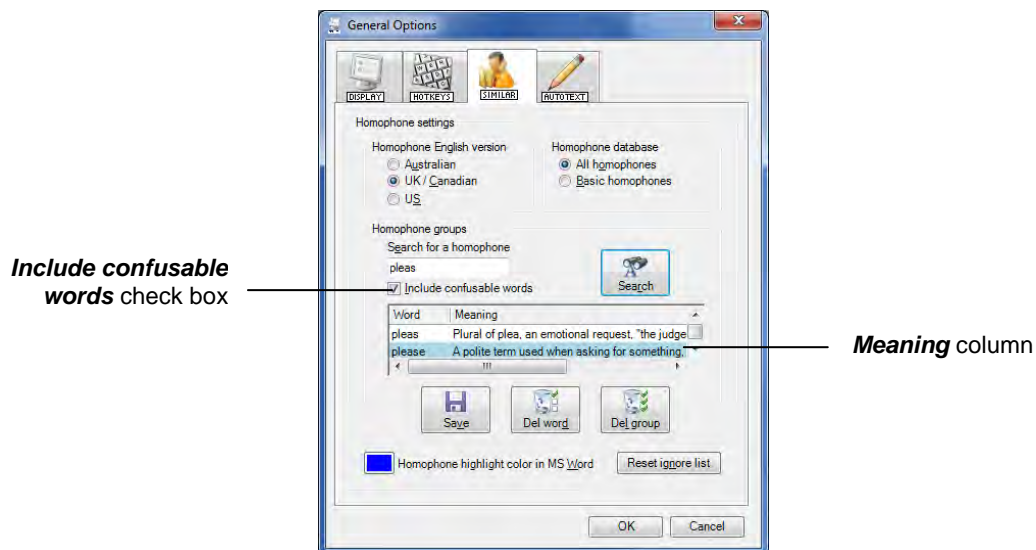 General Options
DISPLAY HOTKEYS SIMILAR AUTOTEXT
Homophone settings
Homophone English version
Australian
UK / Canadian
US
Homophone database
All homophones
Basic homophones
Homophone groups
Search for a homophone
pleas
Include confusable words
Search
Include confusable
words check box
Word Meaning
pleas Plural of plea, an emotional request, "the judge
please A polite term used when asking for something,
Meaning column
Save Del word Del group
Homophone highlight color in MS Word Reset ignore list
OK Cancel